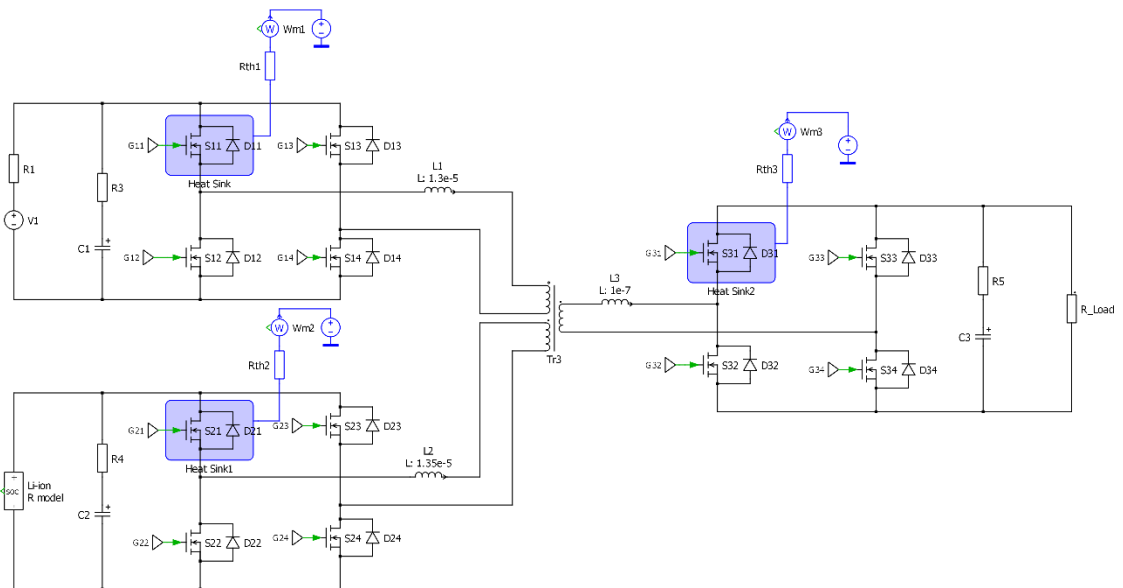 Wm1
Rth1
G11
S11
D11
G13
S13
D13
Heat Sink
R1
R3
V1
C1
G12
S12
D12
G14
S14
D14
L1
L: 1.3e-5
Wm2
Rth2
G21
S21
D21
G23
S23
D23
Heat Sink1
R4
SOC
Li-ion
R model
C2
G22
S22
D22
G24
S24
D24
L2
L: 1.35e-5
Tr3
L3
L: 1e-7
Wm3
Rth3
G31
S31
D31
G33
S33
D33
Heat Sink2
G32
S32
D32
G34
S34
D34
R5
C3
R_Load
W
W
W